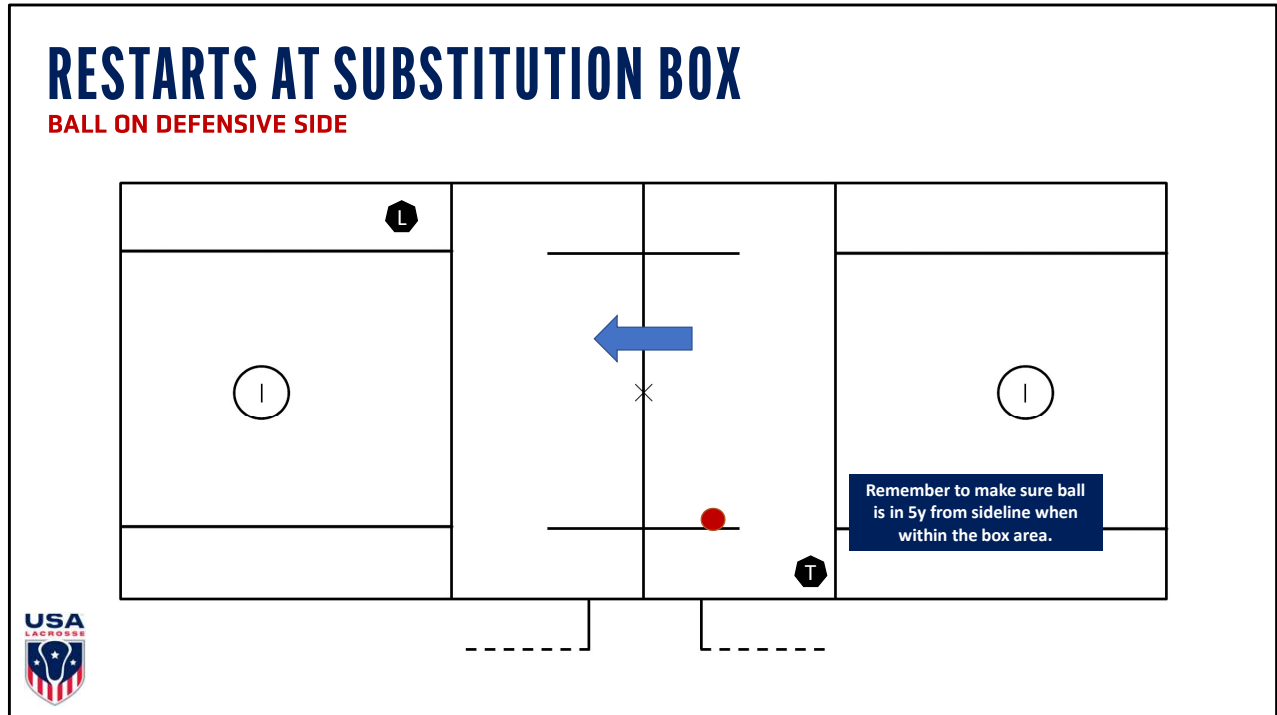 RESTARTS AT SUBSTITUTION BOX
BALL ON DEFENSIVE SIDE
L
I
I
Remember to make sure ball
is in 5y from sideline when
within the box area.
T
USA
LACROSSE